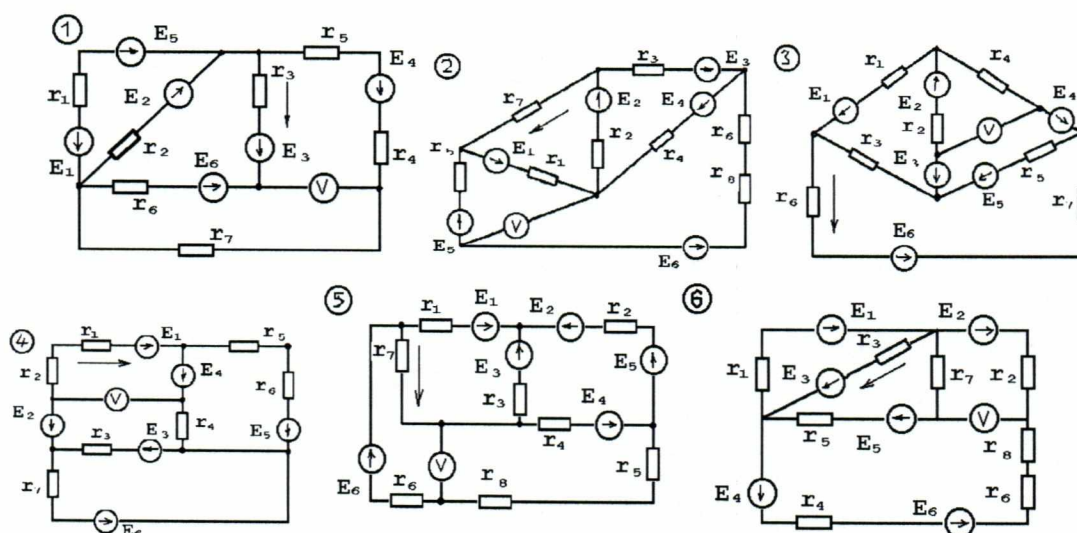 1
E₅ r₅ E₄
r₁ E₂ r₃
r₂ E₆ E₃ r₄
E₁ r₆ V
r₇
2
r₃ E₃
r₇ E₂ E₄
r₂ r₆
E₁ r₁ r₄ r₈
E₅ V
E₆
3
r₁ r₄
E₁ E₂ E₄
r₂ V
r₃ E₃ r₅
r₆ E₅ r₇
E₆
4
r₁ E₁ r₅
r₂ E₄
V r₆
E₂ r₃ E₃ r₄ E₅
E₆
5
r₁ E₁ E₂ r₂
r₇ E₃ E₅
r₃ E₄
r₄
V r₅
E₆ r₆ r₈
6
E₁ E₂
r₃
r₁ E₃ r₇ r₂
r₅ E₅ V
r₈
E₄ r₄ E₆ r₆